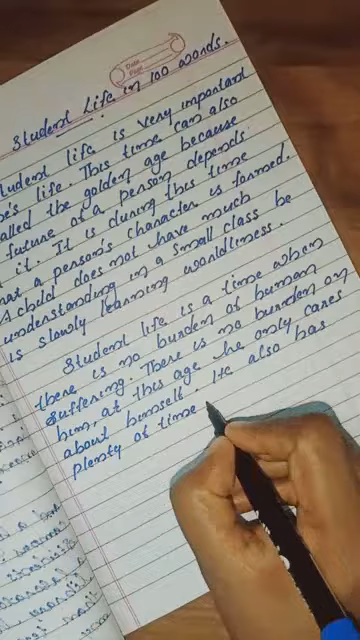 Date
Page
Student Life in 100 words.
Student life is very important
life. This time can also
called the golden age because
future of a person depends
it. It is during this time
that a person's character is formed.
A child does not have much
understanding in a small class be
is slowly learning worldliness.
Student life is a time when
there is no burden of human
suffering. There is no burden on
him, at this age he only cares
about himself. He also has
plenty of time